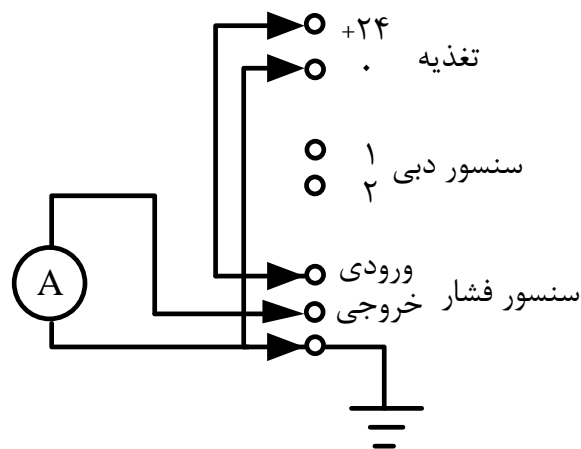 +۲۴
تغذیه
۰
۱
سنسور دبی
۲
ورودی
سنسور فشار
خروجی
A